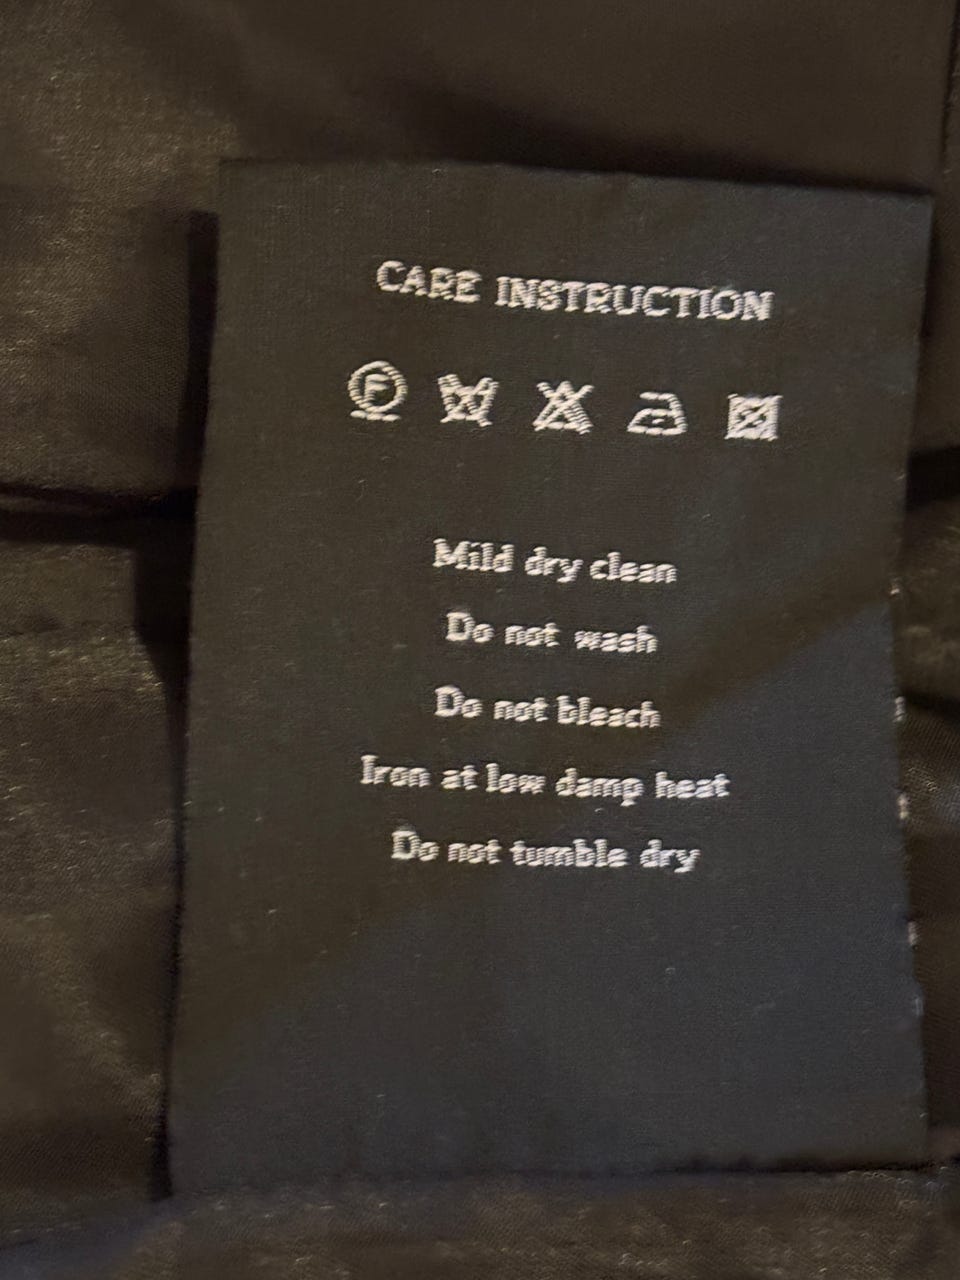 CARE INSTRUCTION
F
Mild dry clean
Do not wash
Do not bleach
Iron at low damp heat
Do not tumble dry